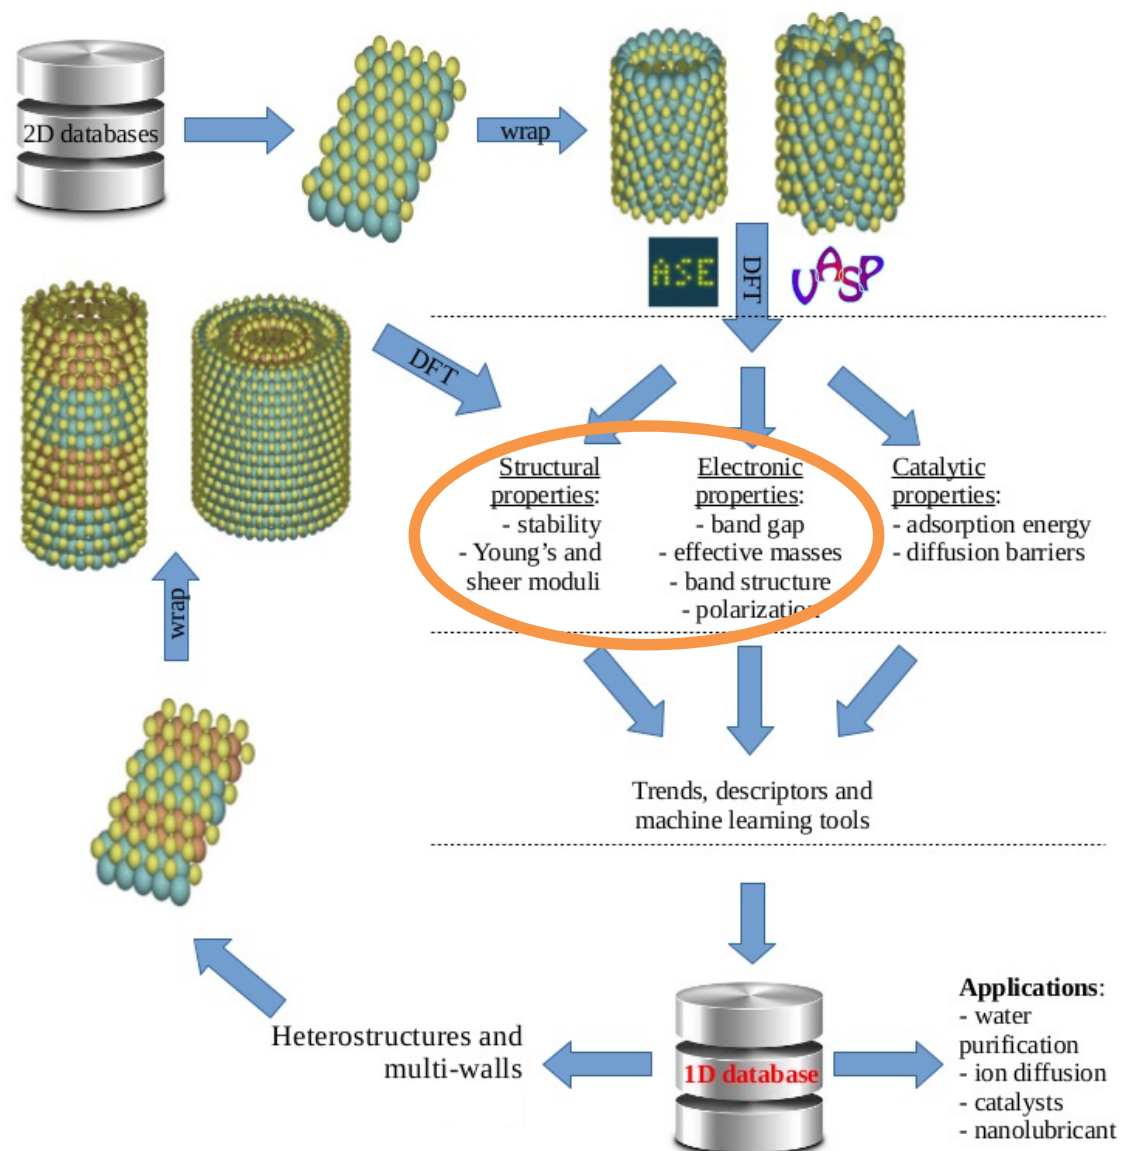 2D databases
wrap
ASE
DFT
VASP
DFT
Structural
properties:
- stability
- Young's and
sheer moduli
Electronic
properties:
- band gap
- effective masses
- band structure
- polarization
Catalytic
properties:
- adsorption energy
- diffusion barriers
wrap
Trends, descriptors and
machine learning tools
Heterostructures and
multi-walls
1D database
Applications:
- water
purification
- ion diffusion
- catalysts
- nanolubricant